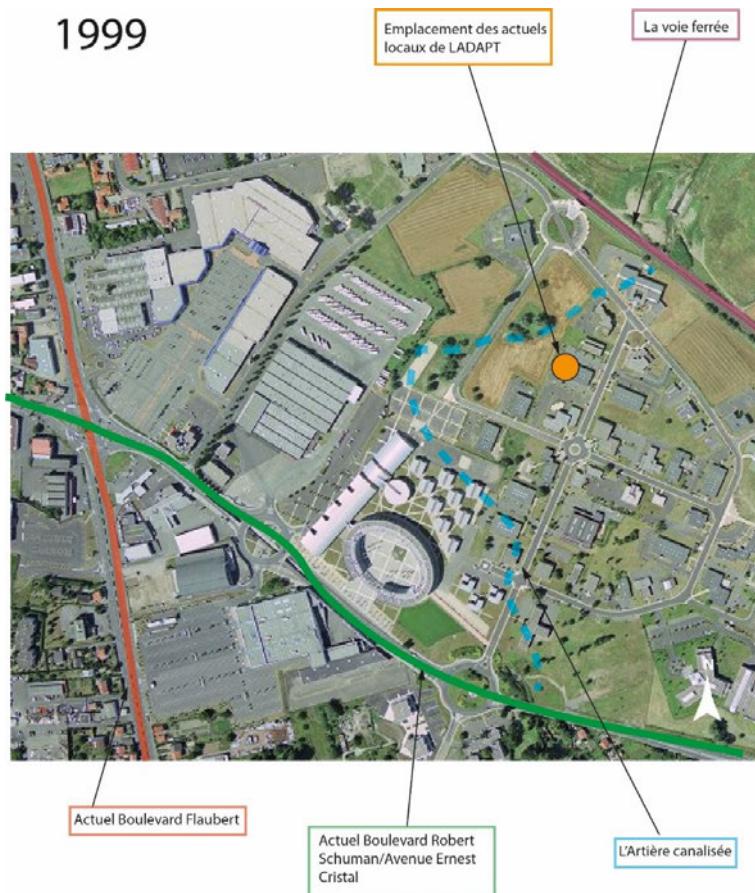 1999
Emplacement des actuels
locaux de LADAPT
La voie ferrée
N
Actuel Boulevard Flaubert
Actuel Boulevard Robert
Schuman/Avenue Ernest
Cristal
L'Artière canalisée